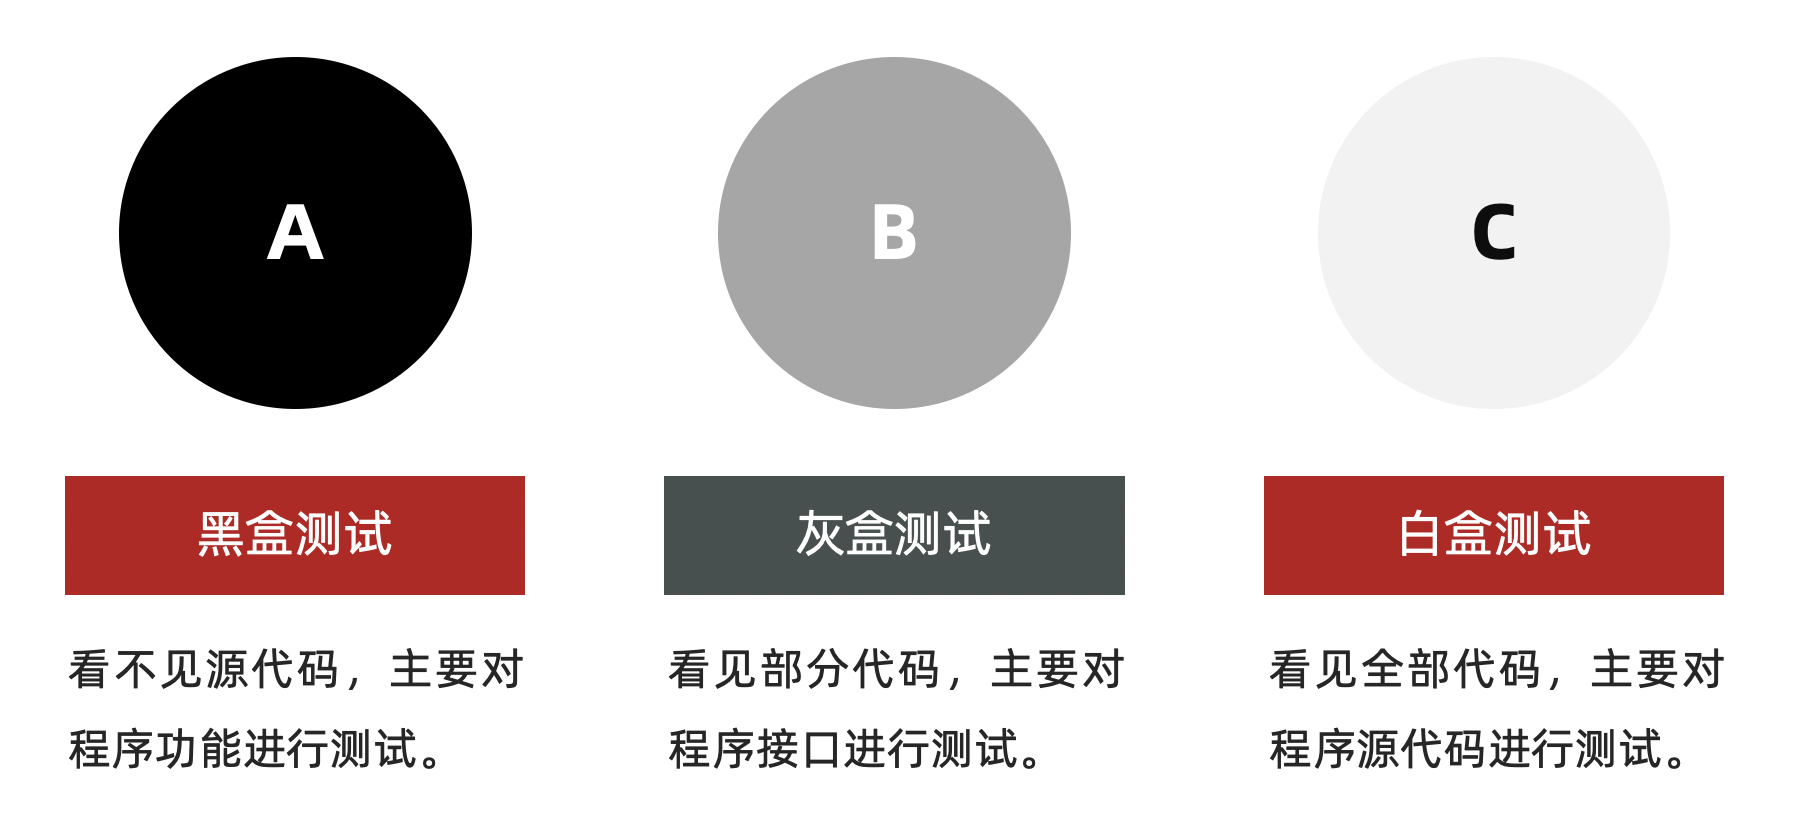 A
黑盒测试
看不见源代码，主要对
程序功能进行测试。
B
灰盒测试
看见部分代码，主要对
程序接口进行测试。
C
白盒测试
看见全部代码，主要对
程序源代码进行测试。